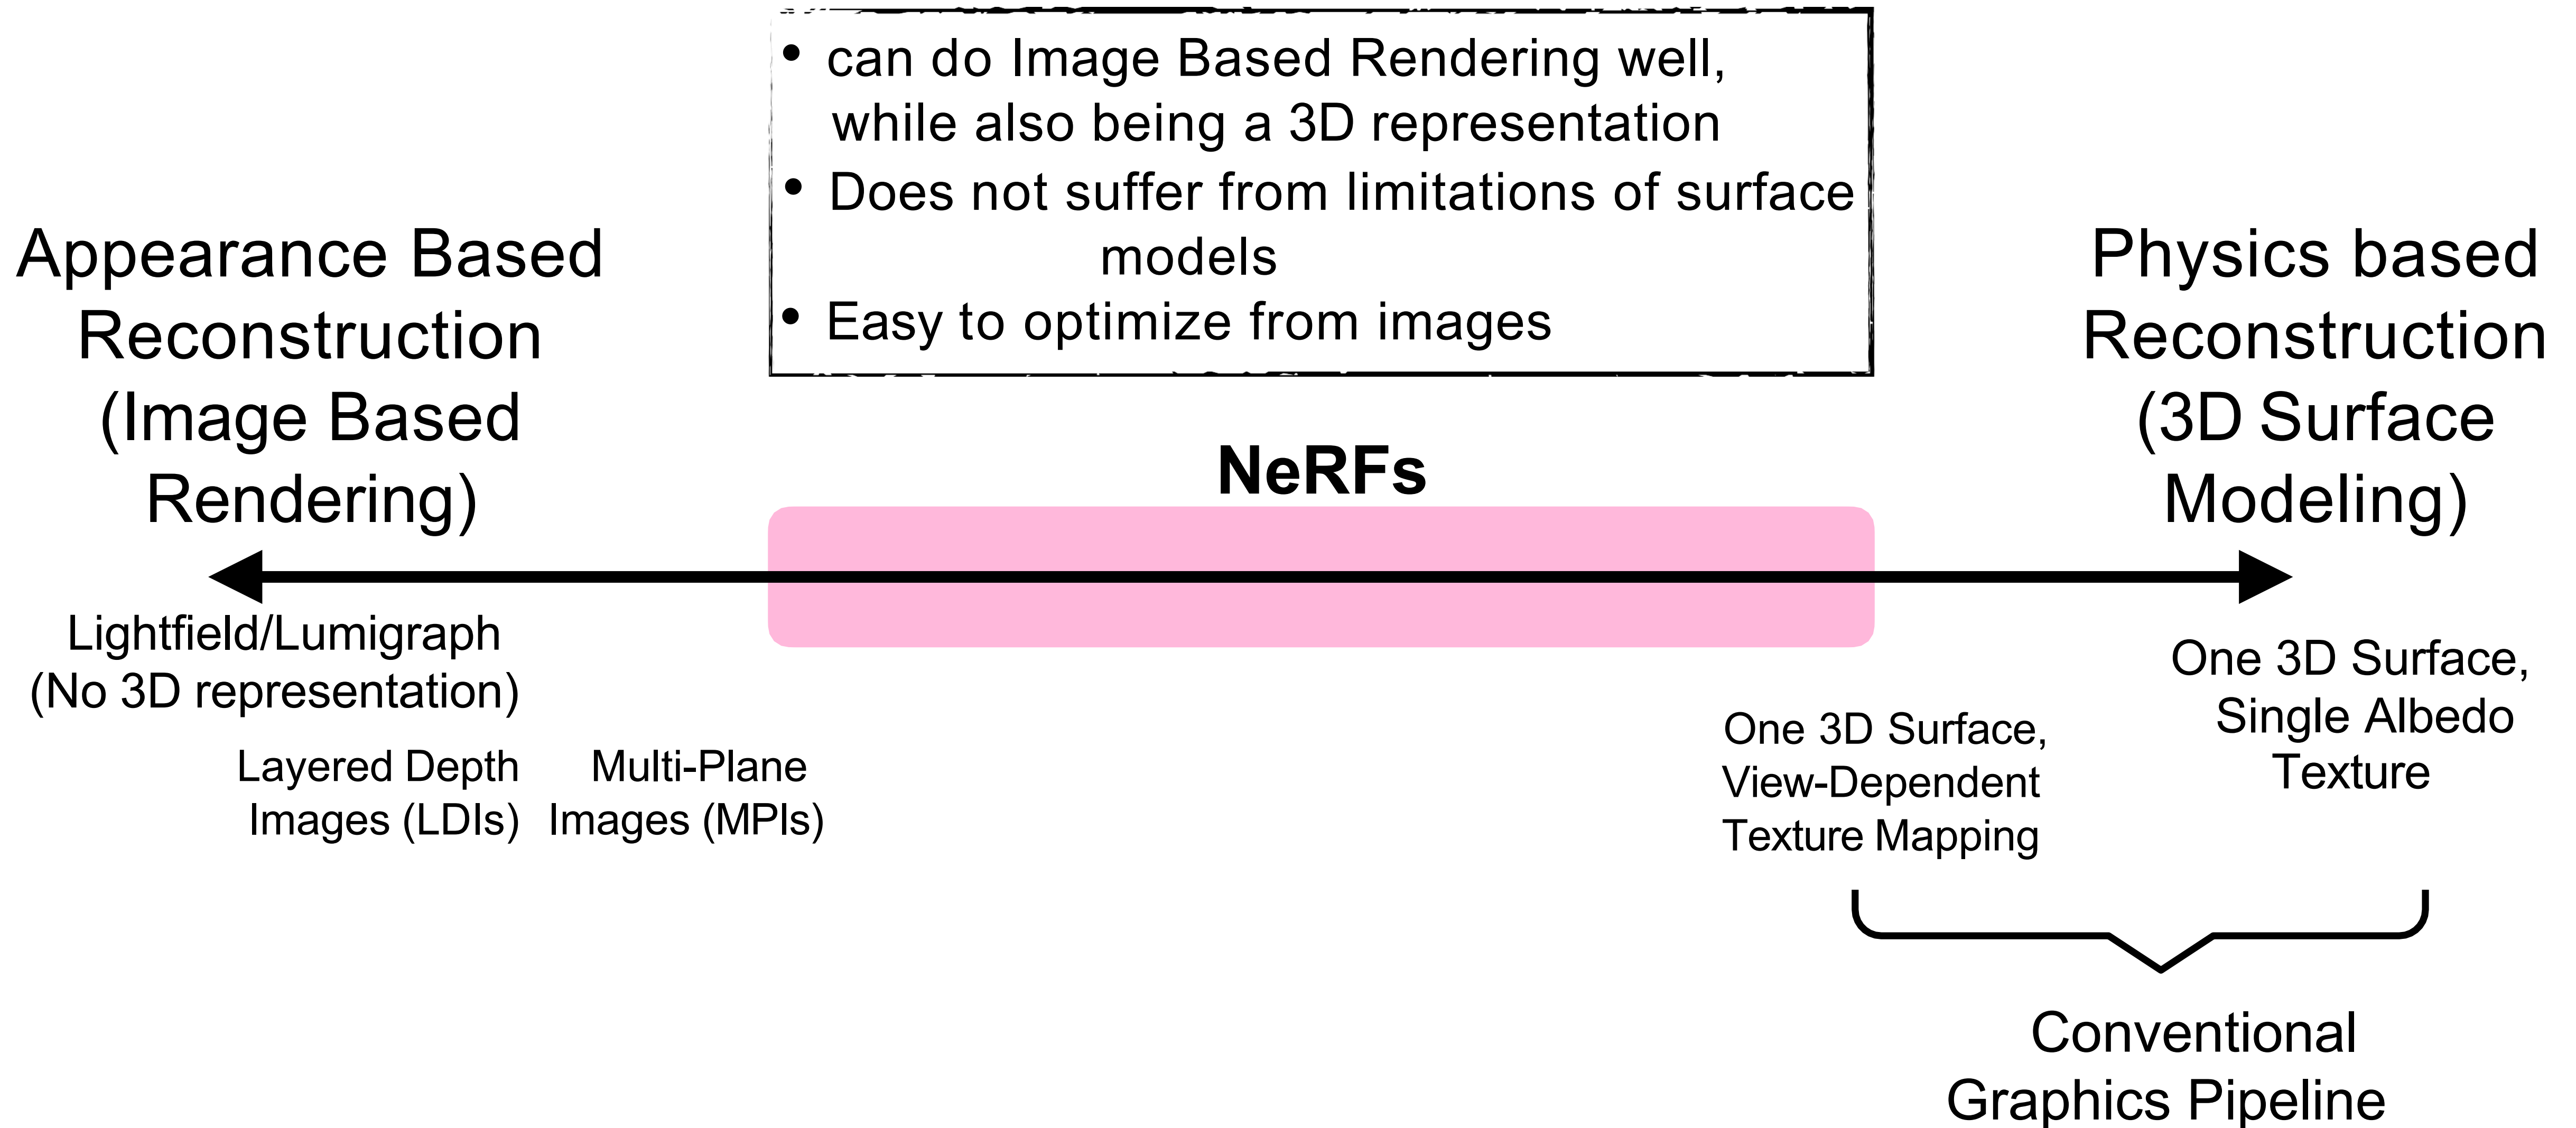 • can do Image Based Rendering well,
while also being a 3D representation
• Does not suffer from limitations of surface
models
• Easy to optimize from images
Appearance Based
Reconstruction
(Image Based
Rendering)
NeRFs
Physics based
Reconstruction
(3D Surface
Modeling)
Lightfield/Lumigraph
(No 3D representation)
Layered Depth
Images (LDIs)
Multi-Plane
Images (MPIs)
One 3D Surface,
View-Dependent
Texture Mapping
One 3D Surface,
Single Albedo
Texture
Conventional
Graphics Pipeline